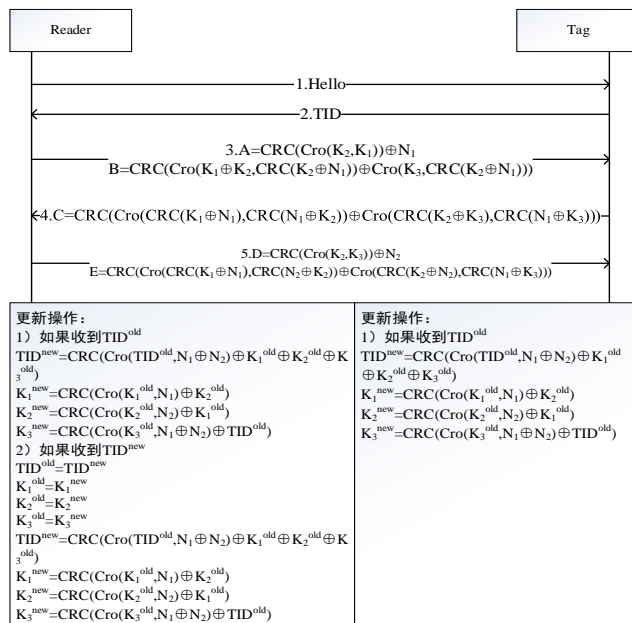 Reader
Tag
1.Hello
2.TID
3.A=CRC(Cro(K₂,K₁))⊕N₁
B=CRC(Cro(K₁⊕K₂,CRC(K₂⊕N₁))⊕Cro(K₃,CRC(K₂⊕N₁)))
4.C=CRC(Cro(CRC(K₁⊕N₁),CRC(N₁⊕K₂))⊕Cro(CRC(K₂⊕K₃),CRC(N₁⊕K₃)))
5.D=CRC(Cro(K₂,K₃))⊕N₂
E=CRC(Cro(CRC(K₁⊕N₁),CRC(N₂⊕K₂))⊕Cro(CRC(K₂⊕N₂),CRC(N₁⊕K₃)))
更新操作:
1)如果收到TIDᵒˡᵈ
TIDⁿᵉʷ=CRC(Cro(TIDᵒˡᵈ,N₁⊕N₂)⊕K₁ᵒˡᵈ⊕K₂ᵒˡᵈ⊕K
₃ᵒˡᵈ)
K₁ⁿᵉʷ=CRC(Cro(K₁ᵒˡᵈ,N₁)⊕K₂ᵒˡᵈ)
K₂ⁿᵉʷ=CRC(Cro(K₂ᵒˡᵈ,N₂)⊕K₁ᵒˡᵈ)
K₃ⁿᵉʷ=CRC(Cro(K₃ᵒˡᵈ,N₁⊕N₂)⊕TIDᵒˡᵈ)
2)如果收到TIDⁿᵉʷ
TIDᵒˡᵈ=TIDⁿᵉʷ
K₁ᵒˡᵈ=K₁ⁿᵉʷ
K₂ᵒˡᵈ=K₂ⁿᵉʷ
K₃ᵒˡᵈ=K₃ⁿᵉʷ
TIDⁿᵉʷ=CRC(Cro(TIDᵒˡᵈ,N₁⊕N₂)⊕K₁ᵒˡᵈ⊕K₂ᵒˡᵈ⊕K
₃ᵒˡᵈ)
K₁ⁿᵉʷ=CRC(Cro(K₁ᵒˡᵈ,N₁)⊕K₂ᵒˡᵈ)
K₂ⁿᵉʷ=CRC(Cro(K₂ᵒˡᵈ,N₂)⊕K₁ᵒˡᵈ)
K₃ⁿᵉʷ=CRC(Cro(K₃ᵒˡᵈ,N₁⊕N₂)⊕TIDᵒˡᵈ)
更新操作:
1)如果收到TIDᵒˡᵈ
TIDⁿᵉʷ=CRC(Cro(TIDᵒˡᵈ,N₁⊕N₂)⊕K₁ᵒˡᵈ
⊕K₂ᵒˡᵈ⊕K₃ᵒˡᵈ)
K₁ⁿᵉʷ=CRC(Cro(K₁ᵒˡᵈ,N₁)⊕K₂ᵒˡᵈ)
K₂ⁿᵉʷ=CRC(Cro(K₂ᵒˡᵈ,N₂)⊕K₁ᵒˡᵈ)
K₃ⁿᵉʷ=CRC(Cro(K₃ᵒˡᵈ,N₁⊕N₂)⊕TIDᵒˡᵈ)